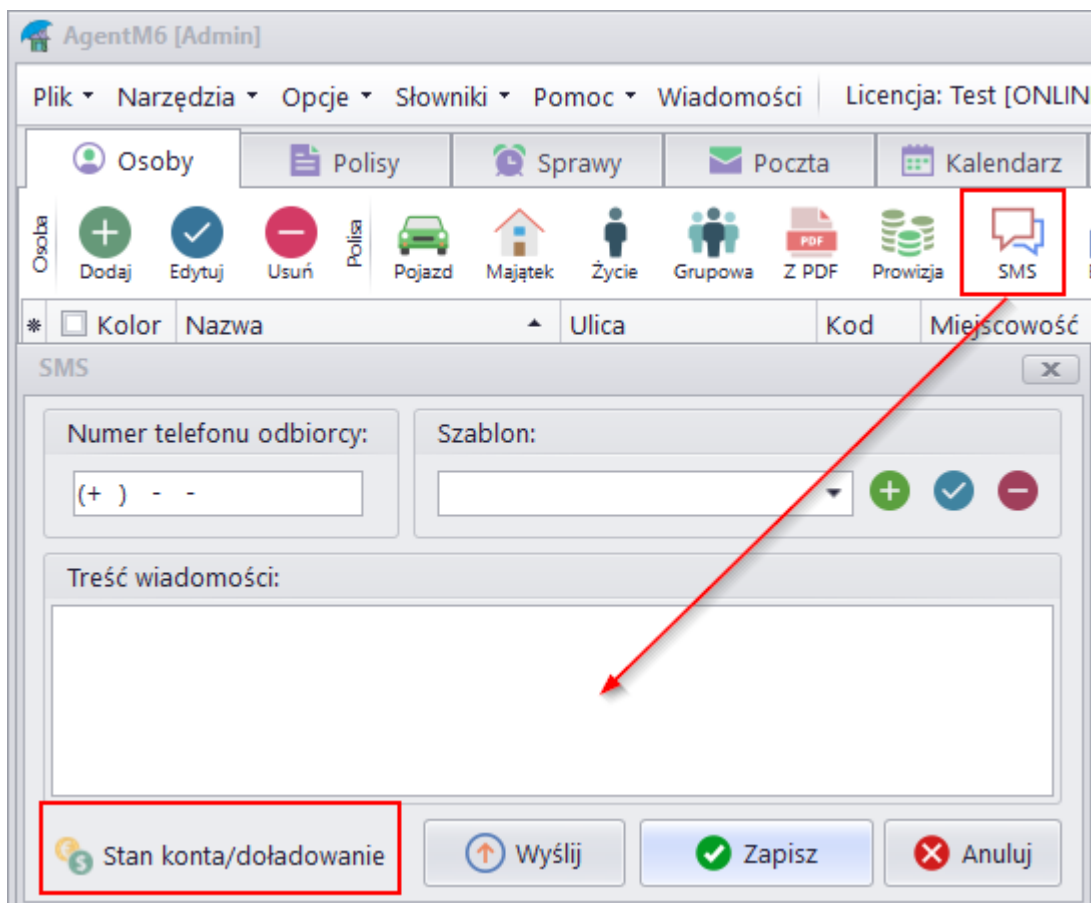 AgentM6 [Admin]
Plik Narzędzia Opcje Słowniki Pomoc Wiadomości Licencja: Test [ONLIN
Osoby Polisy Sprawy Poczta Kalendarz
Osoba Dodaj Edytuj Usuń Polisa Pojazd Majątek Życie Grupowa PDF Z PDF Prowizja SMS
Kolor Nazwa Ulica Kod Miejscowość
SMS
Numer telefonu odbiorcy: Szablon:
(+ ) - -
Treść wiadomości:
Stan konta/doładowanie Wyślij Zapisz Anuluj